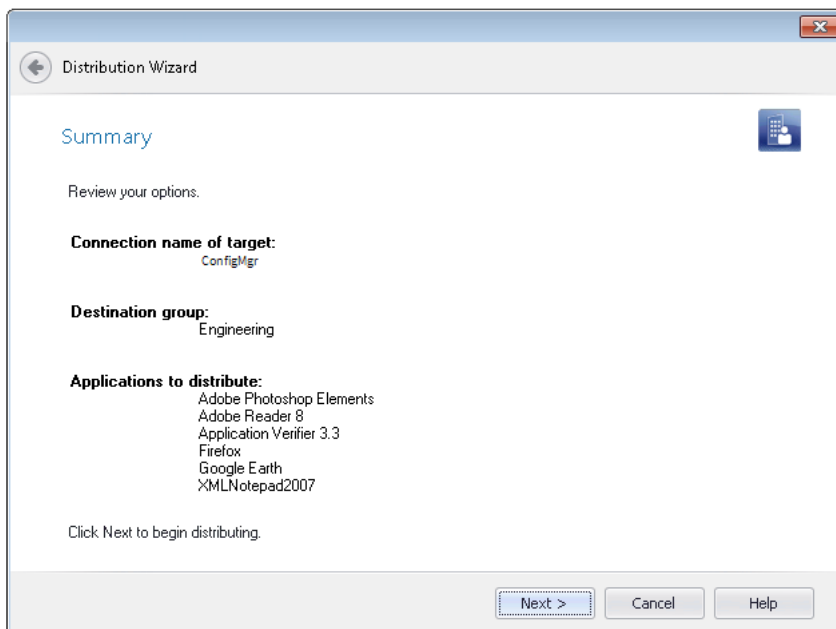 Distribution Wizard
Summary
Review your options.
Connection name of target:
ConfigMgr
Destination group:
Engineering
Applications to distribute:
Adobe Photoshop Elements
Adobe Reader 8
Application Verifier 3.3
Firefox
Google Earth
XMLNotepad2007
Click Next to begin distributing.
Next >
Cancel
Help